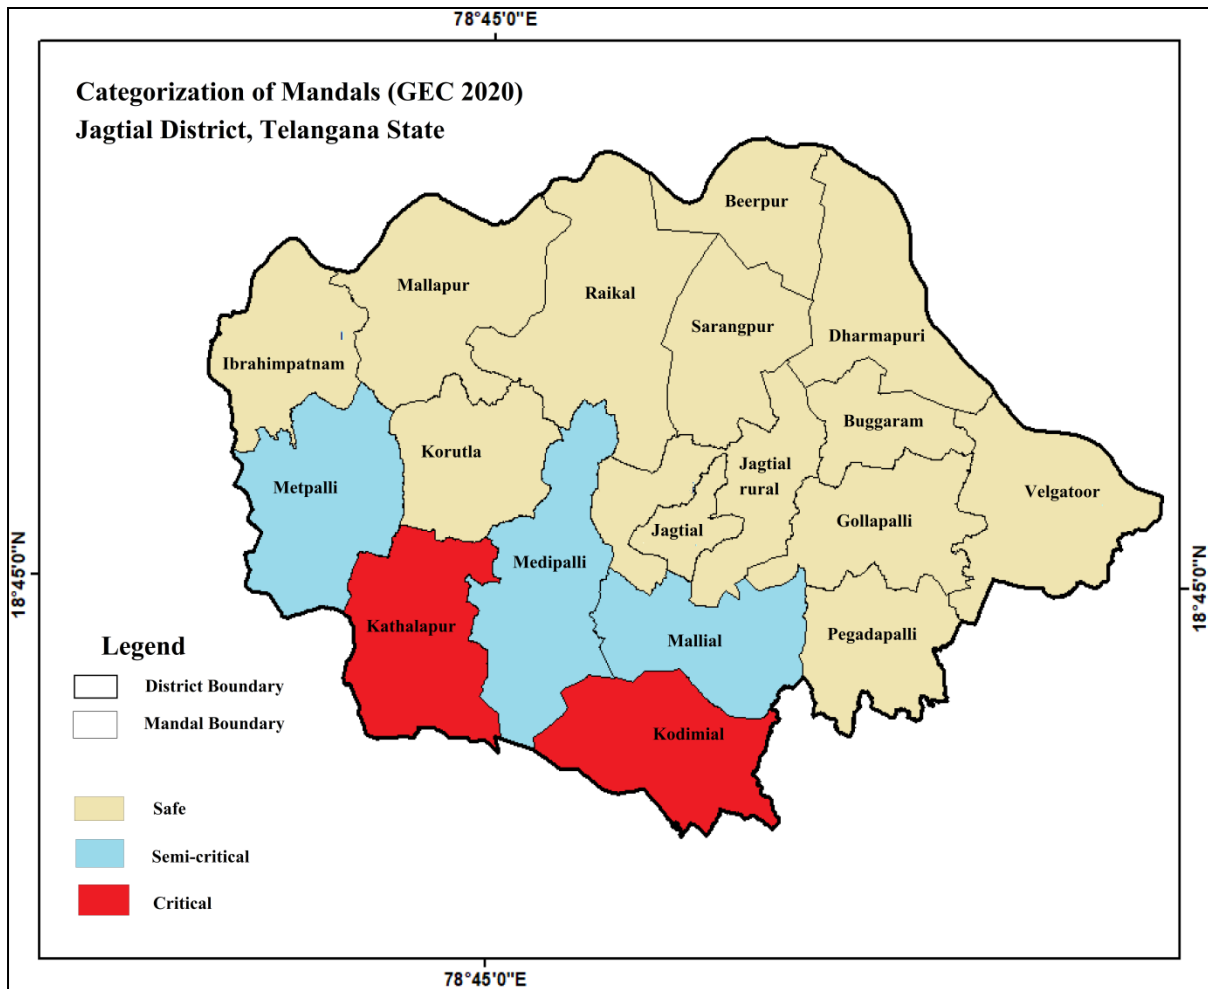 78°45'0"E
Categorization of Mandals (GEC 2020)
Jagtial District, Telangana State
Beerpur
Mallapur
Raikal
Sarangpur
Dharmapuri
Ibrahimpatnam
Buggaram
Korutla
Jagtial
rural
Metpalli
Velgatoor
Gollapalli
Jagtial
Medipalli
18°45'0"N
18°45'0"N
Kathalapur
Mallial
Pegadapalli
Kodimial
Legend
District Boundary
Mandal Boundary
Safe
Semi-critical
Critical
78°45'0"E